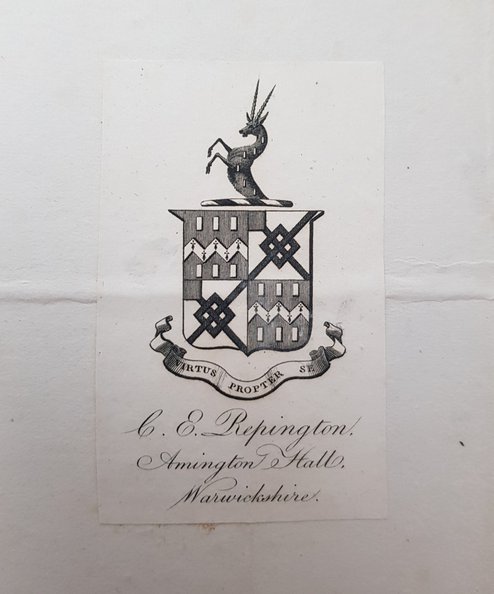 VIRTUS PROPTER SE
C. E. Repington.
Amington Hall,
Warwickshire.